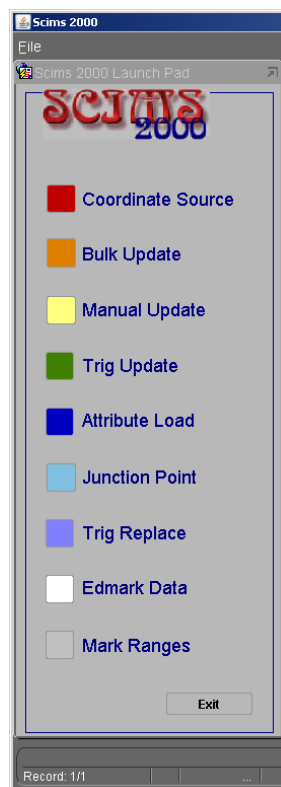 Scims 2000
File
Scims 2000 Launch Pad
SCIMS
2000
Coordinate Source
Bulk Update
Manual Update
Trig Update
Attribute Load
Junction Point
Trig Replace
Edmark Data
Mark Ranges
Exit
Record: 1/1
...